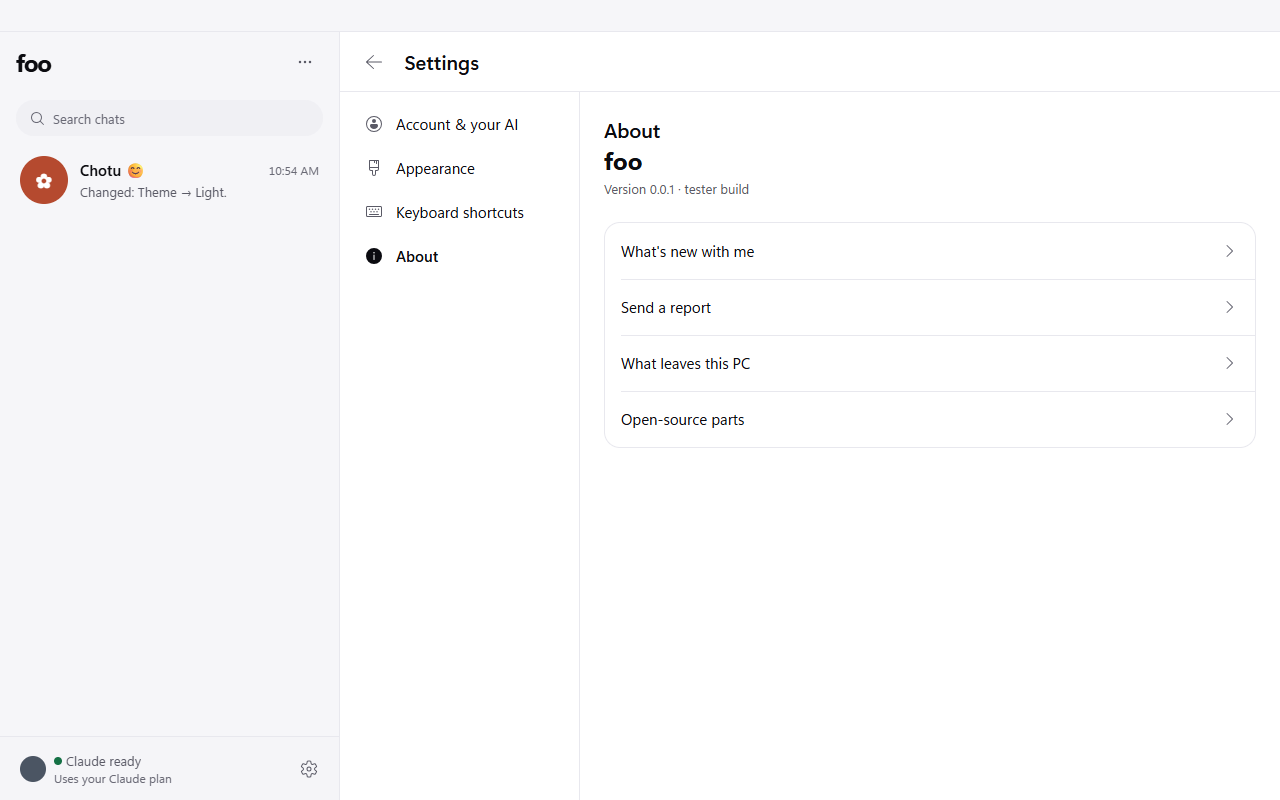 foo
Search chats
Chotu 😊
10:54 AM
Changed: Theme → Light.
Claude ready
Uses your Claude plan
Settings
Account & your AI
Appearance
Keyboard shortcuts
About
About
foo
Version 0.0.1 · tester build
What's new with me
Send a report
What leaves this PC
Open-source parts